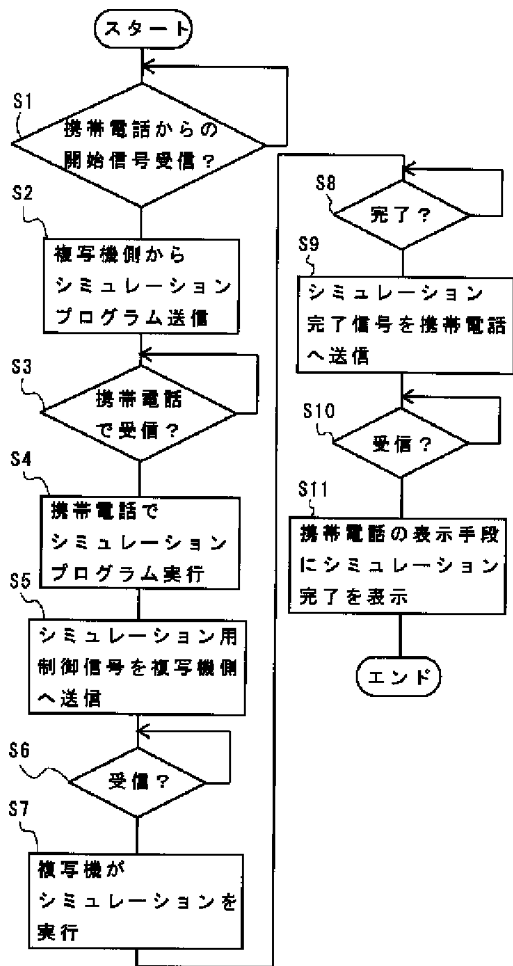 スタート
S1
携帯電話からの
開始信号受信?
S2
複写機側から
シミュレーション
プログラム送信
S3
携帯電話
で受信?
S4
携帯電話で
シミュレーション
プログラム実行
S5
シミュレーション用
制御信号を複写機側
へ送信
S6
受信?
S7
複写機が
シミュレーションを
実行
S8
完了?
S9
シミュレーション
完了信号を携帯電話
へ送信
S10
受信?
S11
携帯電話の表示手段
にシミュレーション
完了を表示
エンド